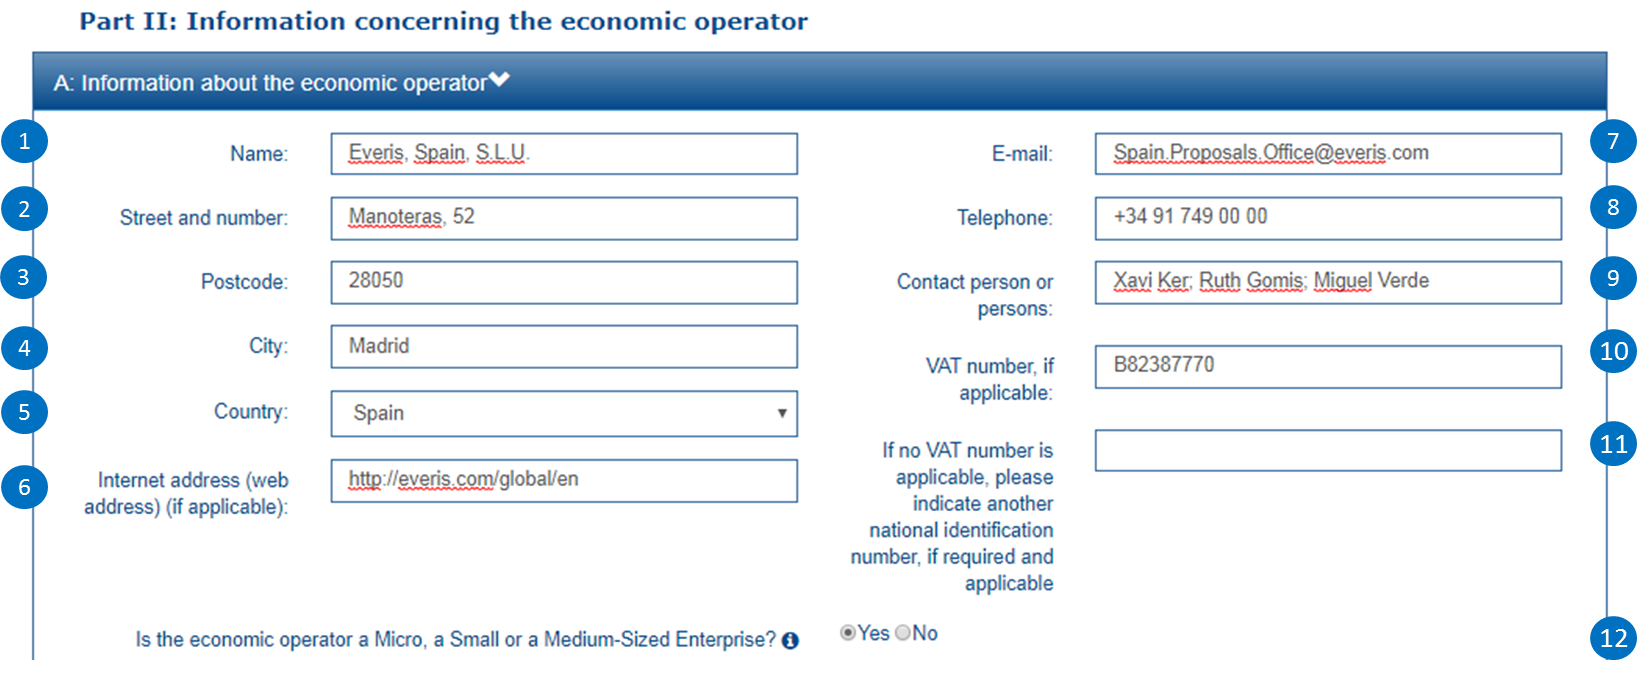 Part II: Information concerning the economic operator
A: Information about the economic operator
1
Name:
Everis, Spain, S.L.U.
2
Street and number:
Manoteras, 52
3
Postcode:
28050
4
City:
Madrid
5
Country:
Spain
6
Internet address (web
address) (if applicable):
http://everis.com/global/en
7
E-mail:
Spain.Proposals.Office@everis.com
8
Telephone:
+34 91 749 00 00
9
Contact person or
persons:
Xavi Ker; Ruth Gomis; Miguel Verde
10
VAT number, if
applicable:
B82387770
11
If no VAT number is
applicable, please
indicate another
national identification
number, if required and
applicable
Is the economic operator a Micro, a Small or a Medium-Sized Enterprise?
Yes No
12